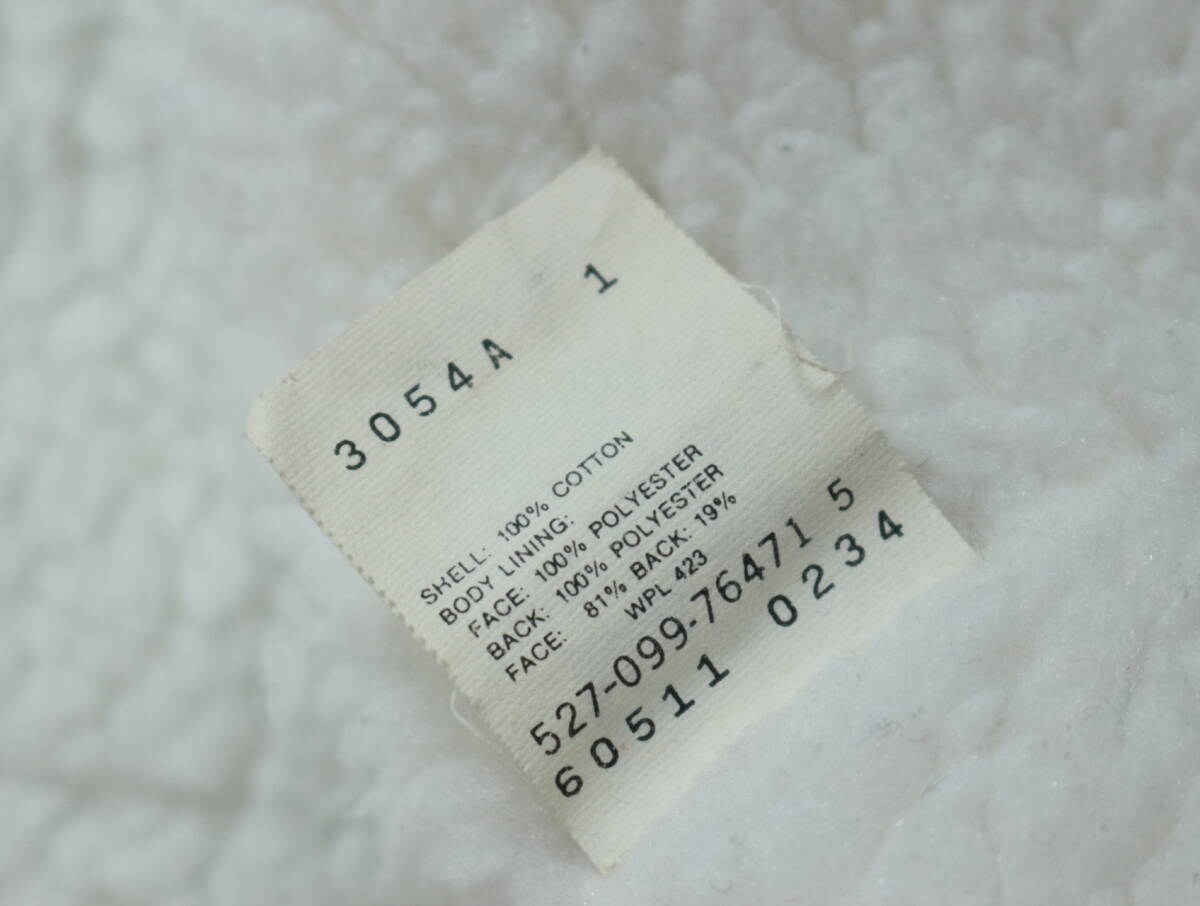 3054A 1
SHELL: 100% COTTON
BODY LINING:
FACE: 100% POLYESTER
BACK: 100% POLYESTER
FACE: 81% BACK: 19%
WPL 423
527-099-76471 5
60511 0234